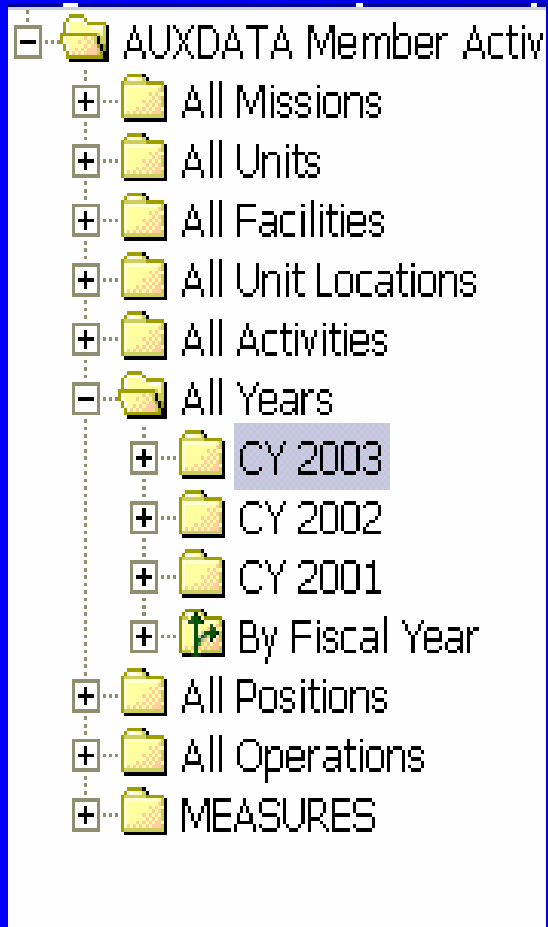 AUXDATA Member Activ
All Missions
All Units
All Facilities
All Unit Locations
All Activities
All Years
CY 2003
CY 2002
CY 2001
By Fiscal Year
All Positions
All Operations
MEASURES